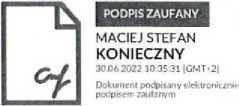 PODPIS ZAUFANY
MACIEJ STEFAN
KONIECZNY
30.06.2022 10:35:31 [GMT+2]
Dokument podpisany elektronicznie
podpisem zaufanym